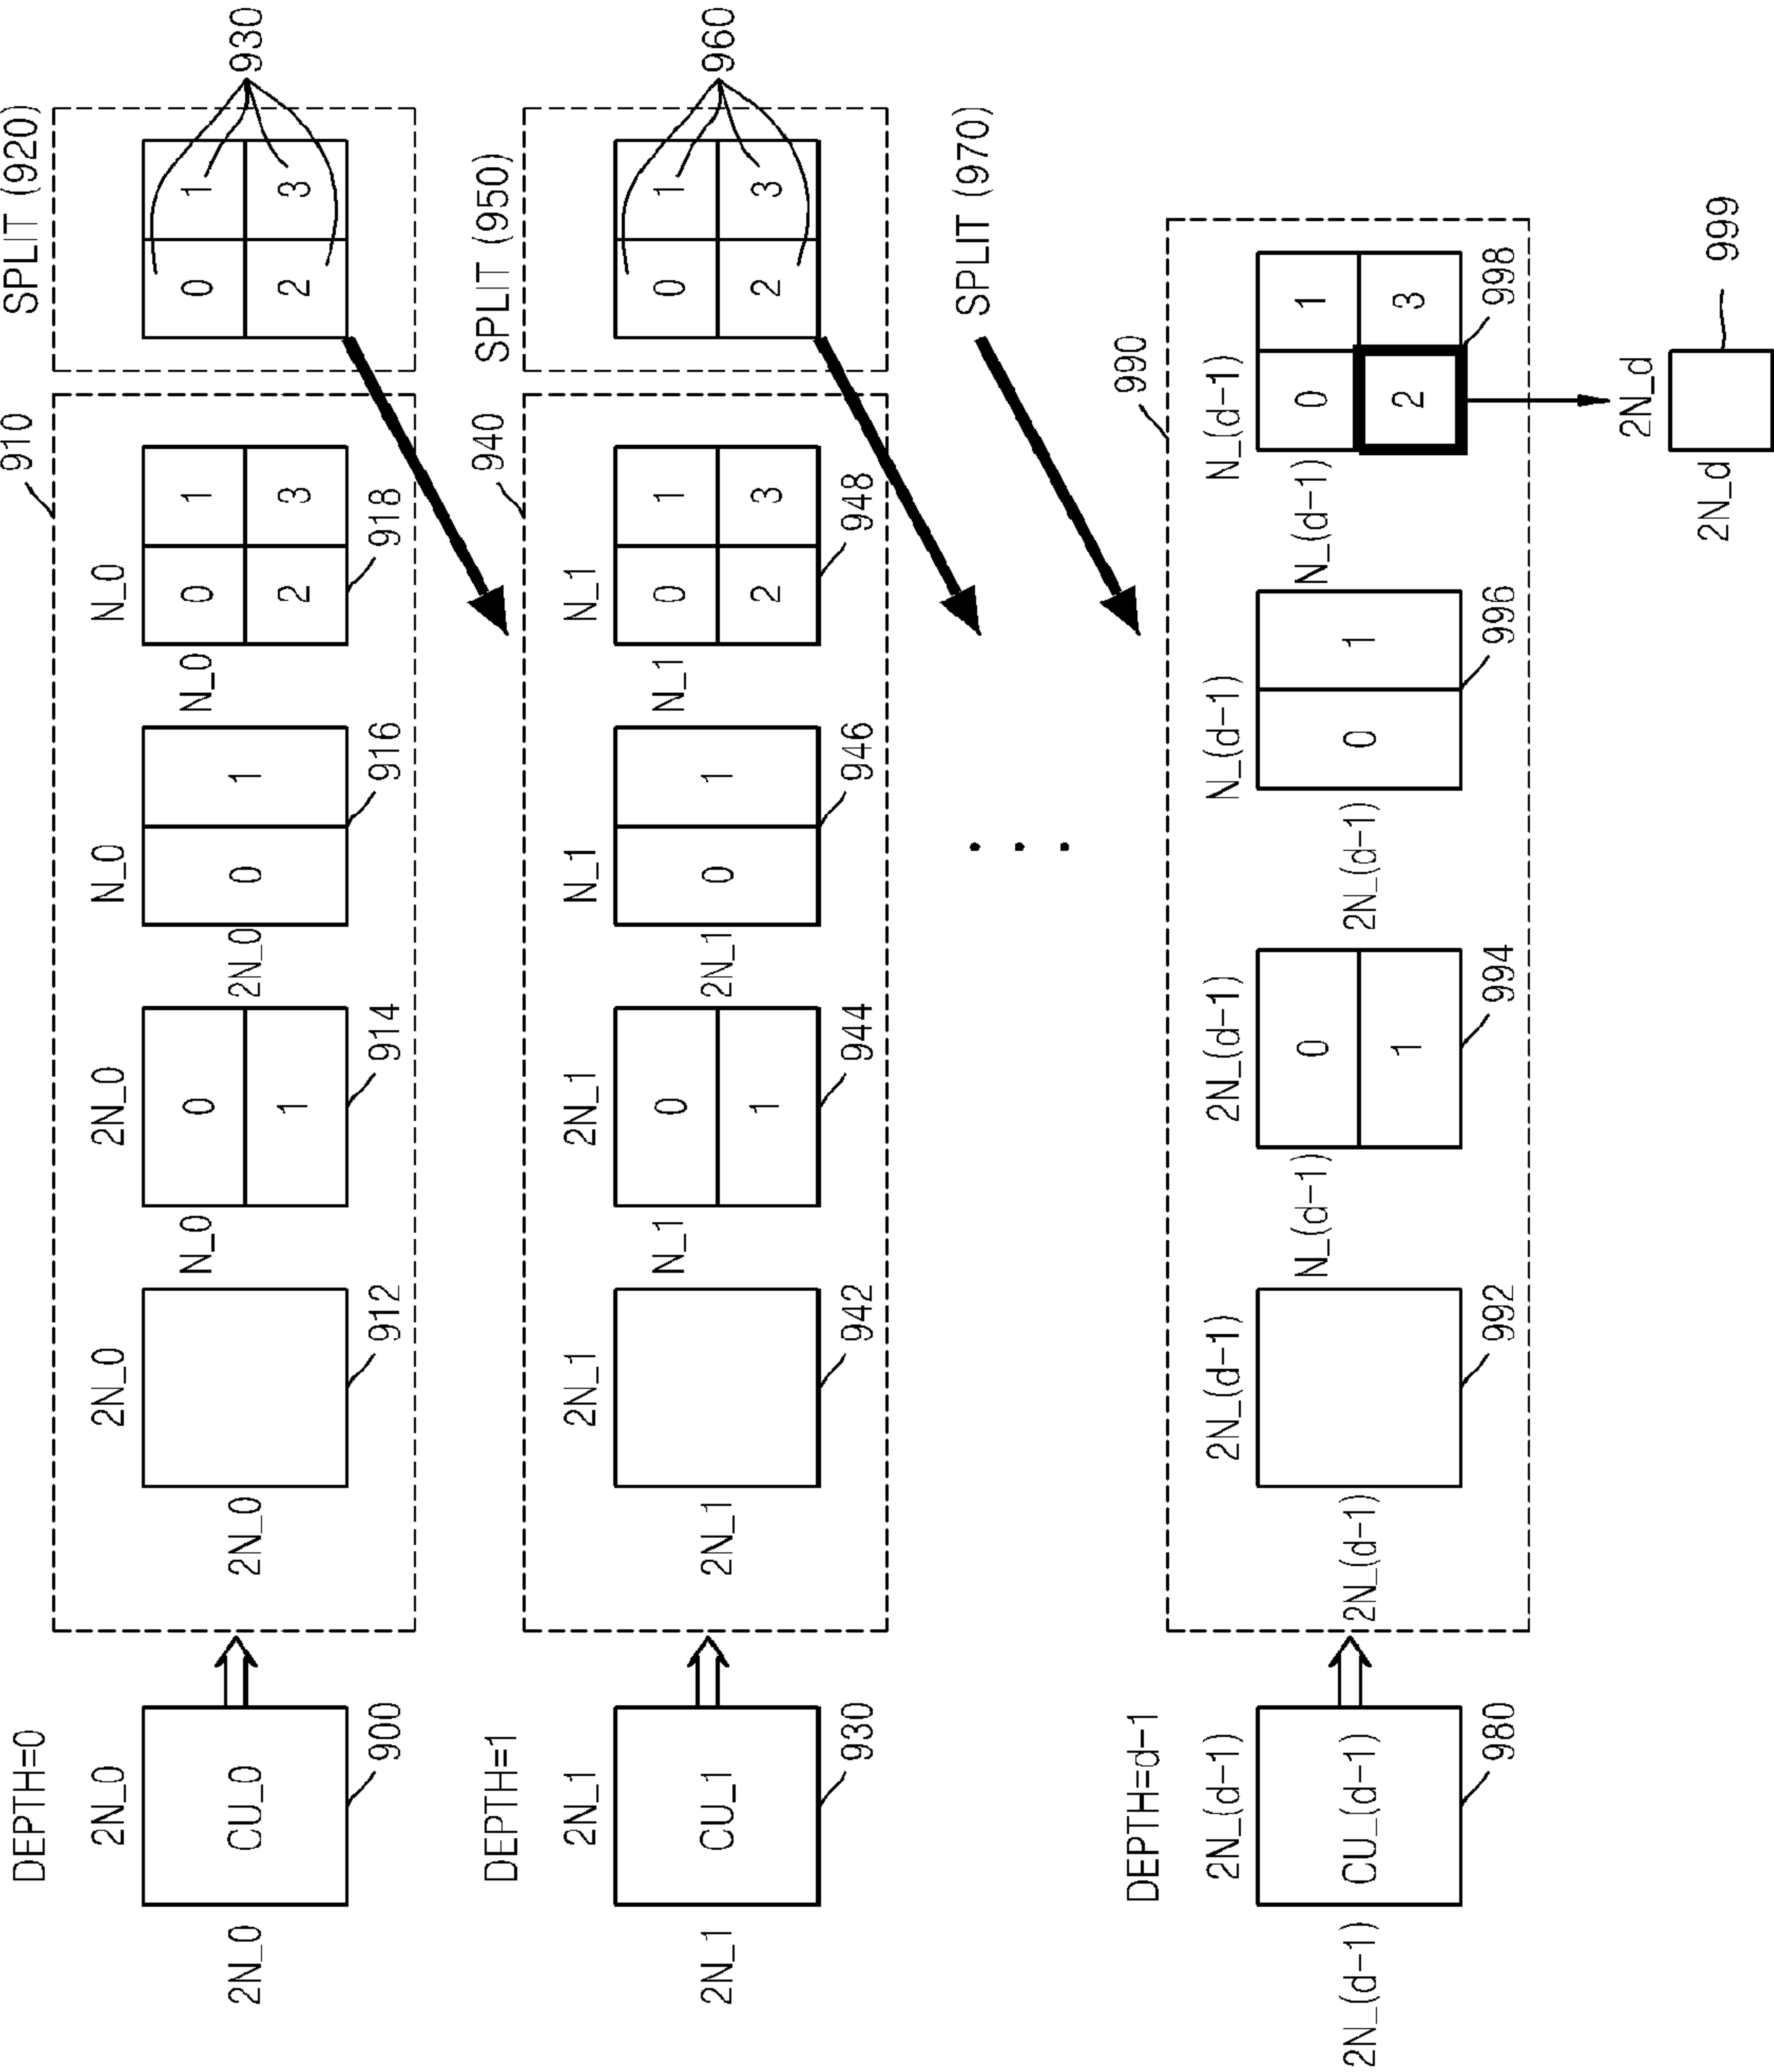 DEPTH=0
2N_0
2N_0
CU_0
900
910
2N_0
2N_0
912
2N_0
N_0
0
1
914
N_0
2N_0
0
1
916
N_0
N_0
0
1
2
3
918
SPLIT (920)
0
1
2
3
930
DEPTH=1
2N_1
2N_1
CU_1
930
940
2N_1
2N_1
942
2N_1
N_1
0
1
944
N_1
2N_1
0
1
946
N_1
N_1
0
1
2
3
948
SPLIT (950)
0
1
2
3
960
SPLIT (970)
. . .
DEPTH=d-1
2N_(d-1)
2N_(d-1)
CU_(d-1)
980
990
2N_(d-1)
2N_(d-1)
992
2N_(d-1)
N_(d-1)
0
1
994
N_(d-1)
2N_(d-1)
0
1
996
N_(d-1)
N_(d-1)
0
1
2
3
998
2N_d
2N_d
999